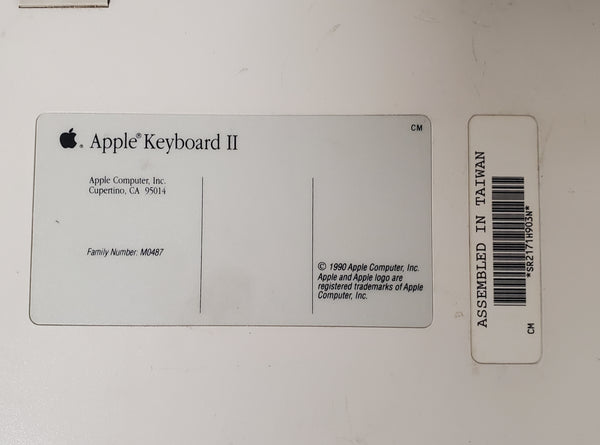 CM
Apple® Keyboard II
Apple Computer, Inc.
Cupertino, CA 95014
Family Number: M0487
© 1990 Apple Computer, Inc.
Apple and Apple logo are
registered trademarks of Apple
Computer, Inc.
ASSEMBLED IN TAIWAN
*SR2171H9O3N*
CM